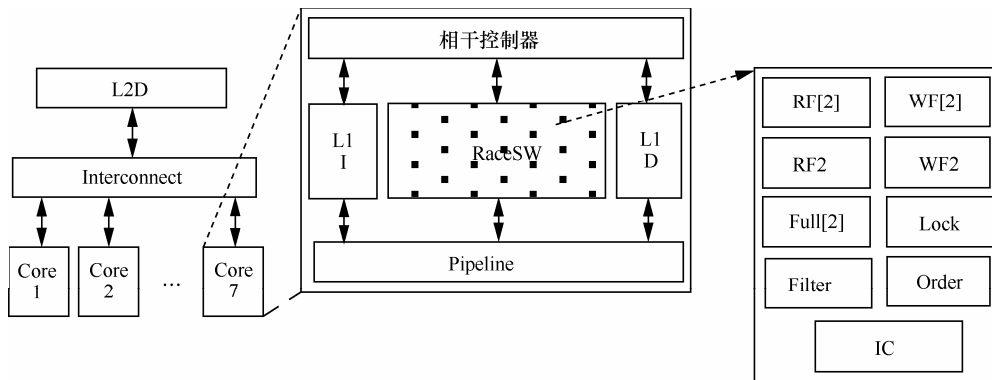 L2D
Interconnect
Core
1
Core
2
...
Core
7
相干控制器
L1
I
RaceSW
L1
D
Pipeline
RF[2]
WF[2]
RF2
WF2
Full[2]
Lock
Filter
Order
IC